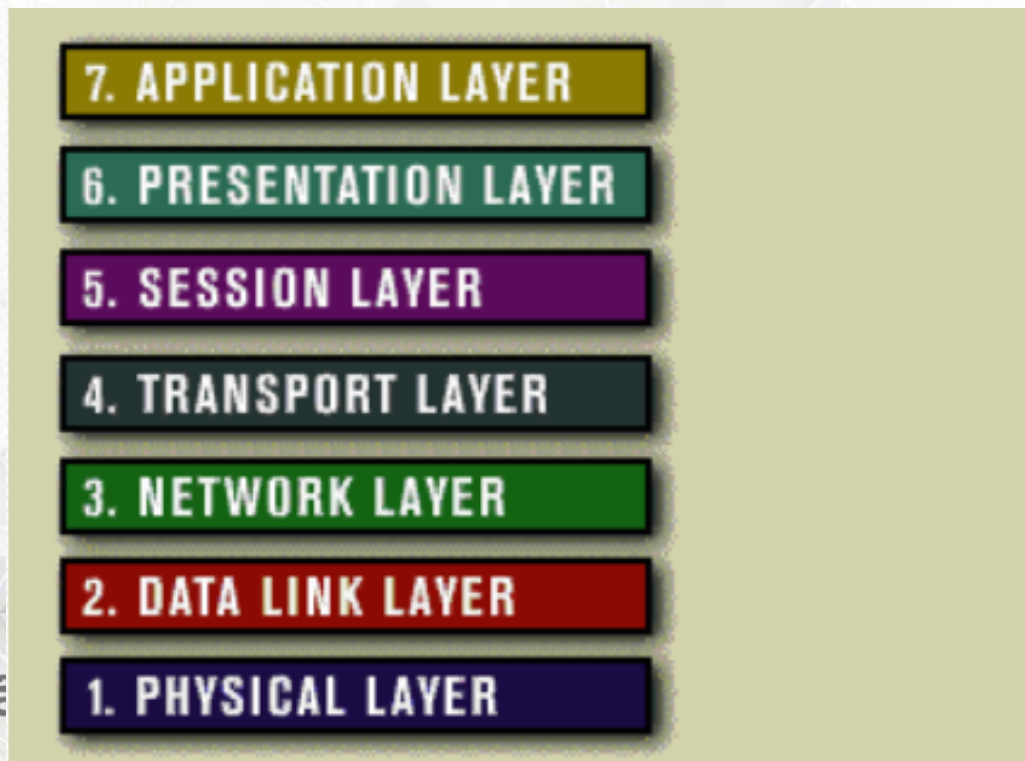 7. APPLICATION LAYER
6. PRESENTATION LAYER
5. SESSION LAYER
4. TRANSPORT LAYER
3. NETWORK LAYER
2. DATA LINK LAYER
1. PHYSICAL LAYER